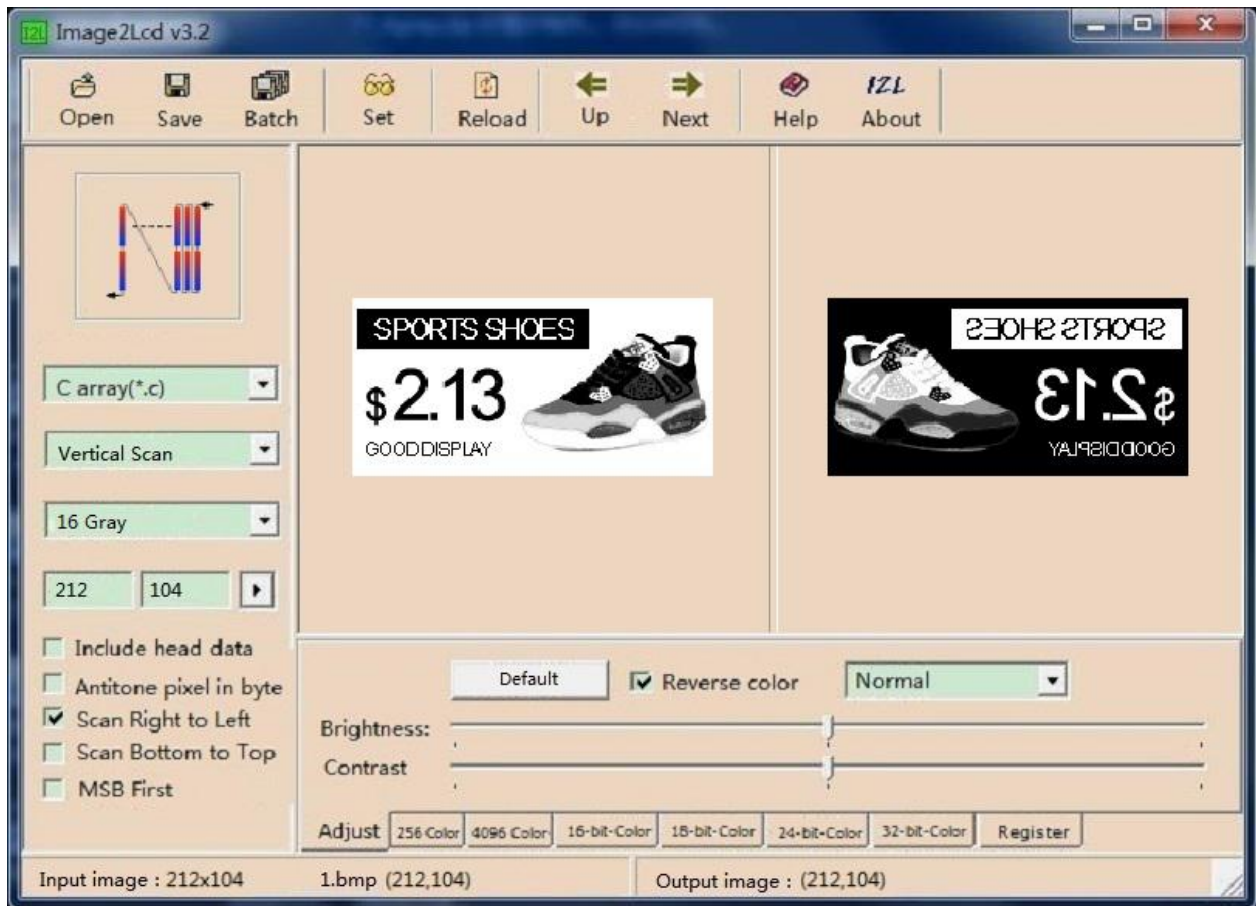 I2L Image2Lcd v3.2
Open Save Batch Set Reload Up Next Help About
I2L
C array(*.c)
Vertical Scan
16 Gray
212 104
Include head data
Antitone pixel in byte
Scan Right to Left
Scan Bottom to Top
MSB First
SPORTS SHOES
$2.13
GOODDISPLAY
SPORTS SHOES
$2.13
GOODDISPLAY
Default Reverse color Normal
Brightness:
Contrast
Adjust 256 Color 4096 Color 16-bit-Color 18-bit-Color 24-bit-Color 32-bit-Color Register
Input image : 212x104 1.bmp (212,104) Output image : (212,104)